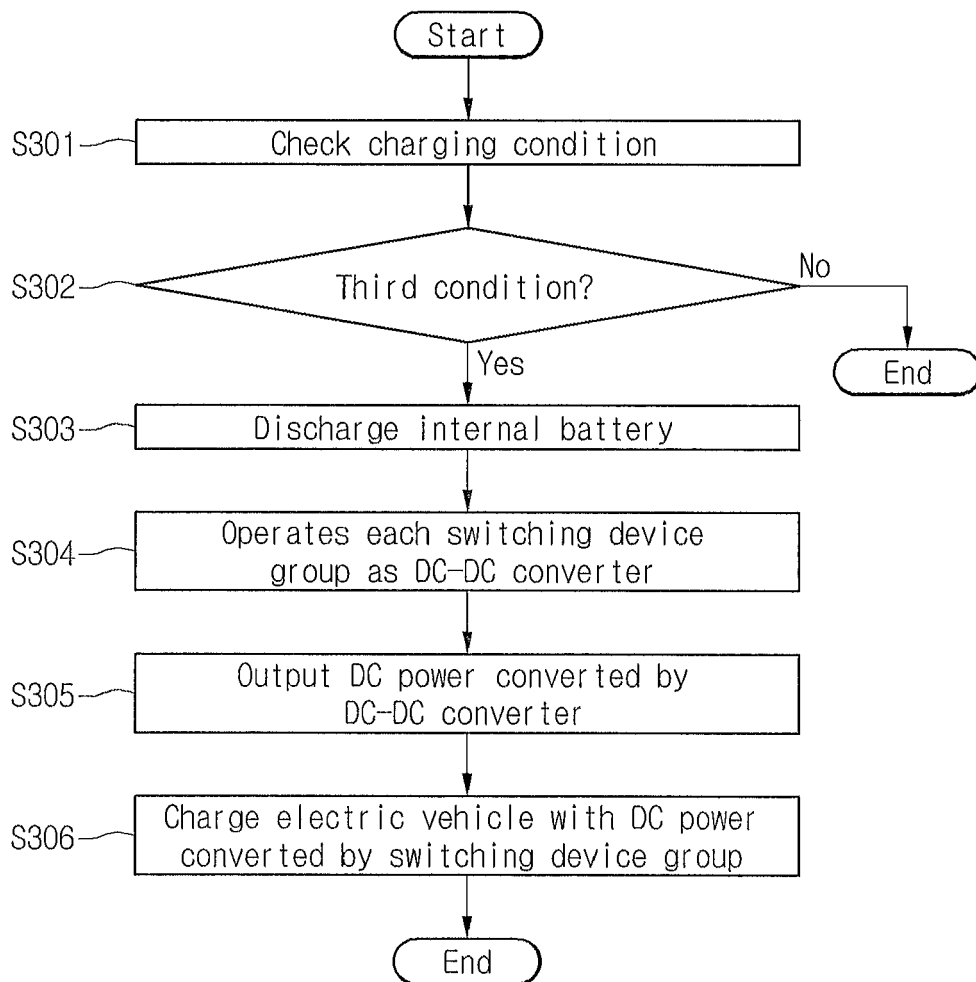 Start
S301
Check charging condition
S302
Third condition?
No
End
Yes
S303
Discharge internal battery
S304
Operates each switching device
group as DC-DC converter
S305
Output DC power converted by
DC-DC converter
S306
Charge electric vehicle with DC power
converted by switching device group
End